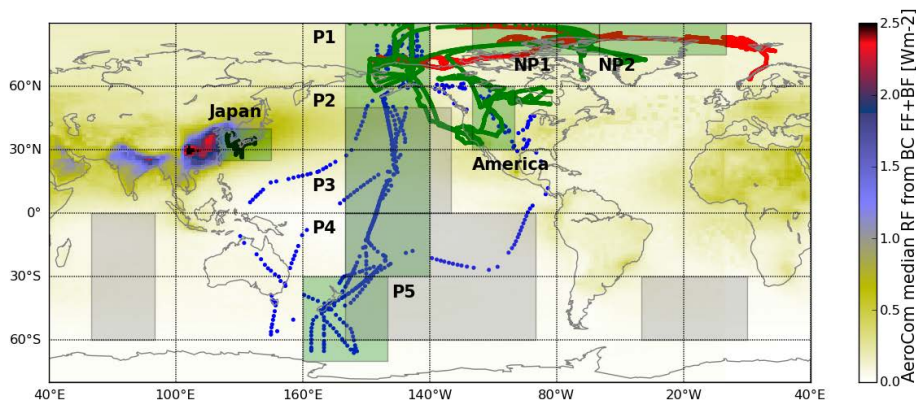 P1
NP1
NP2
60°N
P2
Japan
30°N
America
P3
0°
P4
30°S
P5
60°S
40°E
100°E
160°E
140°W
80°W
20°W
40°E
2.5
2.0
1.5
1.0
0.5
0.0
AeroCom median RF from BC FF+BF [Wm-2]